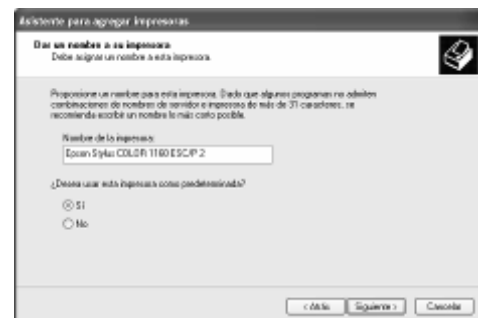 Asistente para agregar impresoras
Dar un nombre a su impresora
Debe asignar un nombre a esta impresora.
Proporcione un nombre para esta impresora. Dado que algunos programas no admiten
combinaciones de nombres de servidor e impresora de más de 31 caracteres, se
recomienda escribir un nombre lo más corto posible.
Nombre de la impresora:
Epson Stylus COLOR 1160 ESC/P 2
¿Desea usar esta impresora como predeterminada?
Sí
No
< Atrás
Siguiente >
Cancelar